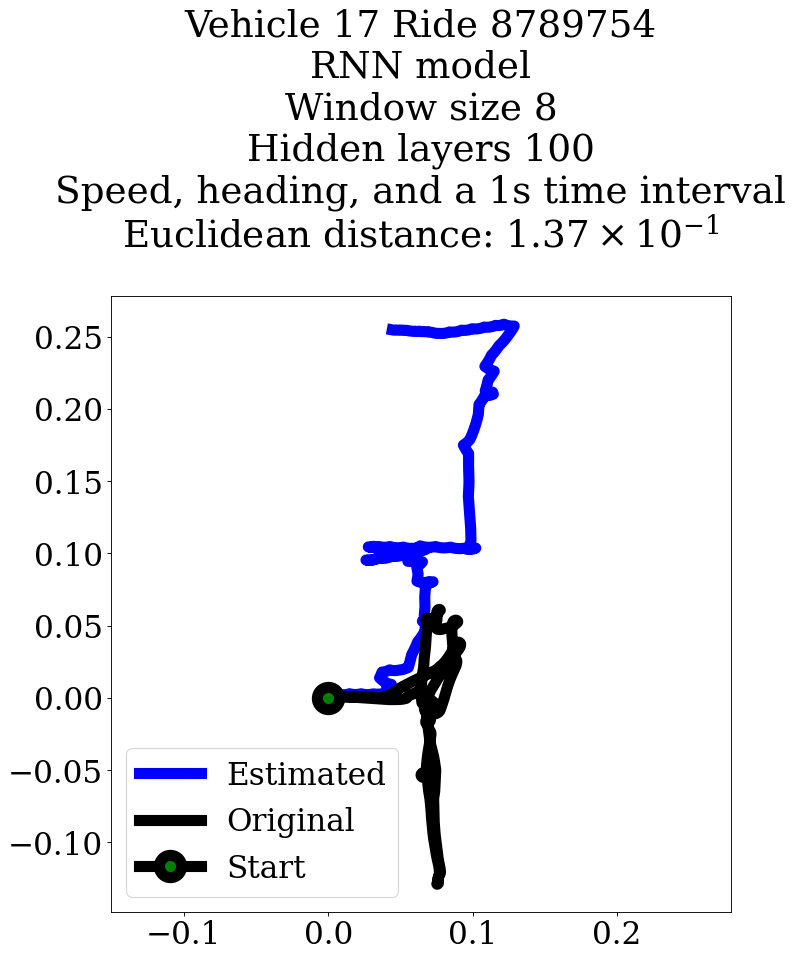 Vehicle 17 Ride 8789754
RNN model
Window size 8
Hidden layers 100
Speed, heading, and a 1s time interval
Euclidean distance: 1.37 × 10⁻¹
0.25
0.20
0.15
0.10
0.05
0.00
−0.05
−0.10
Estimated
Original
Start
−0.1 0.0 0.1 0.2